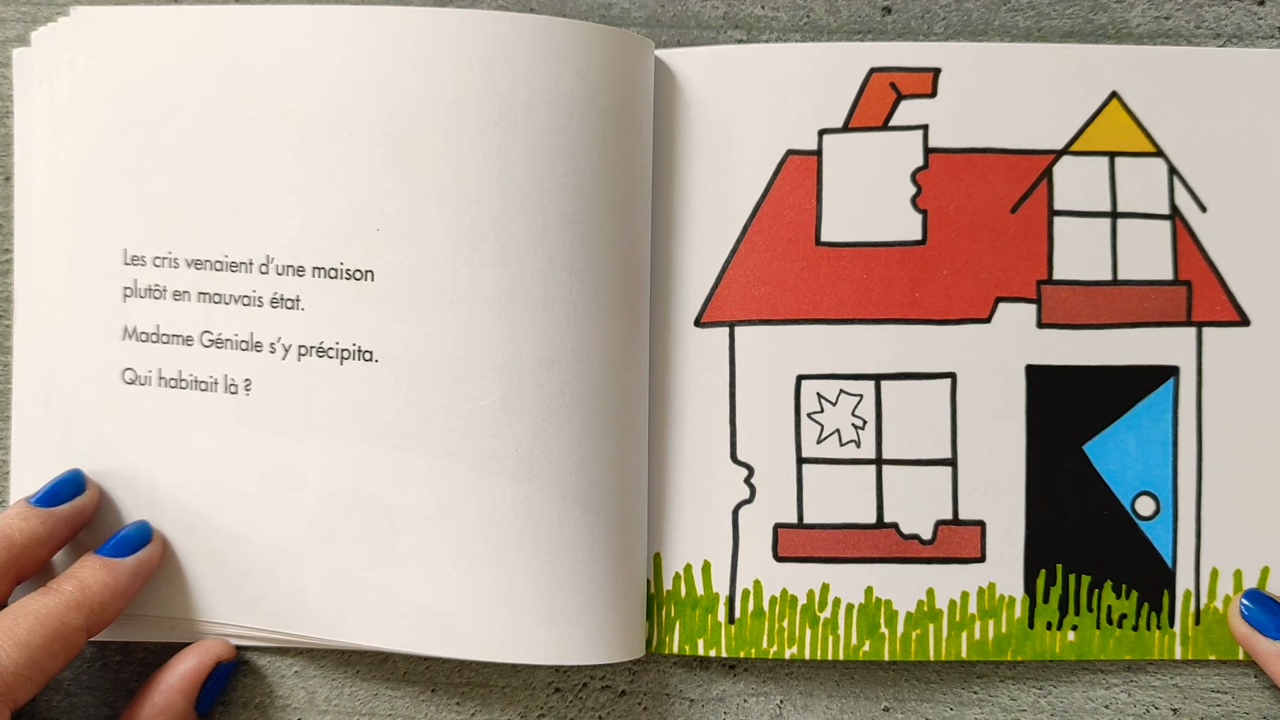 Les cris venaient d'une maison
plutôt en mauvais état.
Madame Géniale s'y précipita.
Qui habitait là ?